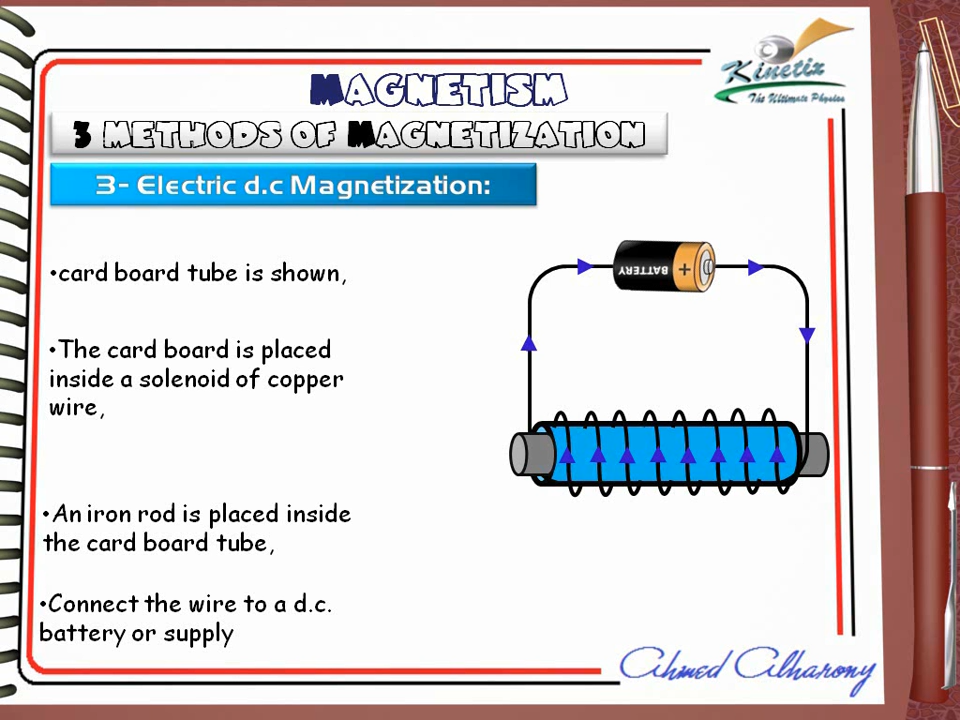 Kinetix
The Ultimate Physics
MAGNETISM
3 METHODS OF MAGNETIZATION
3- Electric d.c Magnetization:
•card board tube is shown,
•The card board is placed
inside a solenoid of copper
wire,
•An iron rod is placed inside
the card board tube,
•Connect the wire to a d.c.
battery or supply
BATTERY +
Ahmed Alharony